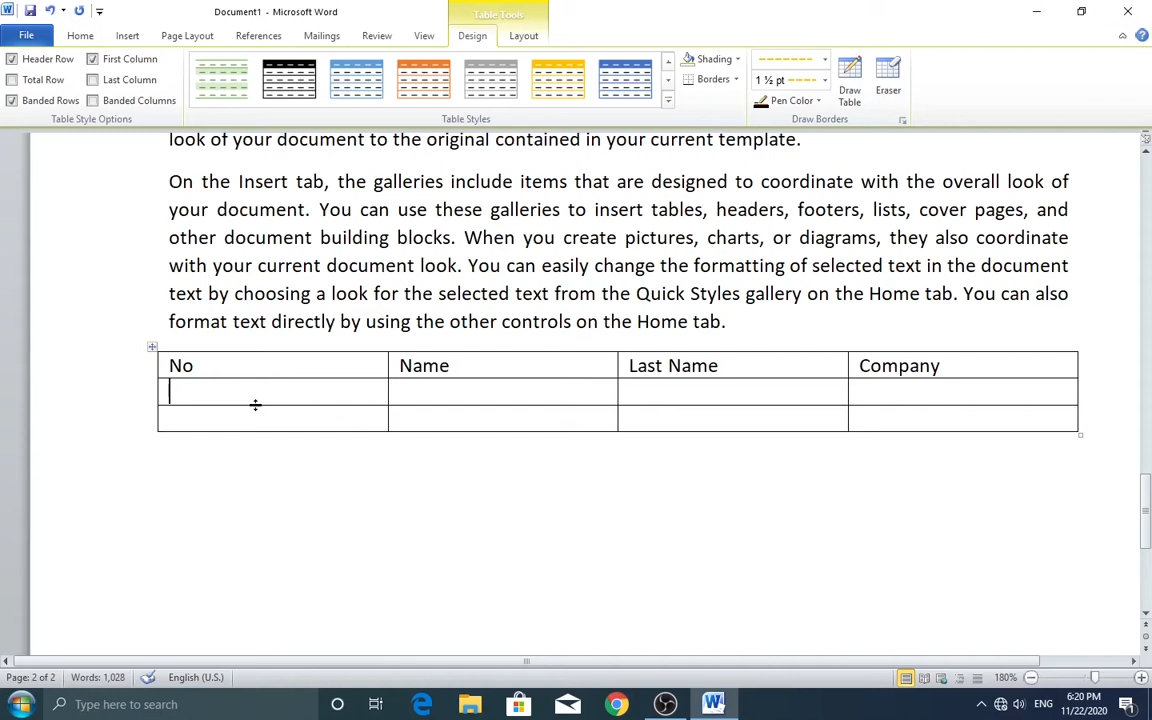 Document1 - Microsoft Word
Table Tools
File Home Insert Page Layout References Mailings Review View Design Layout
Header Row First Column
Total Row Last Column
Banded Rows Banded Columns
Table Style Options
Table Styles
Shading
Borders
1 ½ pt
Pen Color
Draw Table
Eraser
Draw Borders
look of your document to the original contained in your current template.
On the Insert tab, the galleries include items that are designed to coordinate with the overall look of
your document. You can use these galleries to insert tables, headers, footers, lists, cover pages, and
other document building blocks. When you create pictures, charts, or diagrams, they also coordinate
with your current document look. You can easily change the formatting of selected text in the document
text by choosing a look for the selected text from the Quick Styles gallery on the Home tab. You can also
format text directly by using the other controls on the Home tab.
No Name Last Name Company
Page: 2 of 2 Words: 1,028 English (U.S.) 180%
Type here to search
ENG
6:20 PM
11/22/2020
1